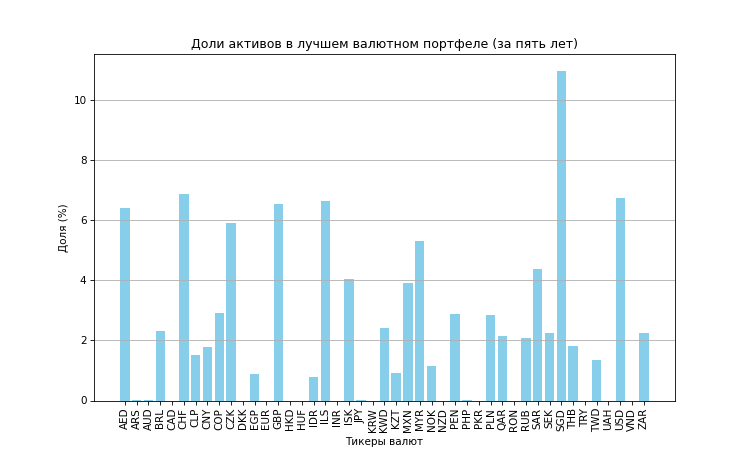 Доли активов в лучшем валютном портфеле (за пять лет)
Доля (%)
10
8
6
4
2
0
AED ARS AUD BRL CAD CHF CLP CNY COP CZK DKK EGP EUR GBP HKD HUF IDR ILS INR ISK JPY KRW KWD KZT MXN MYR NOK NZD PEN PHP PKR PLN QAR RON RUB SAR SEK SGD THB TRY TWD UAH USD VND ZAR
Тикеры валют